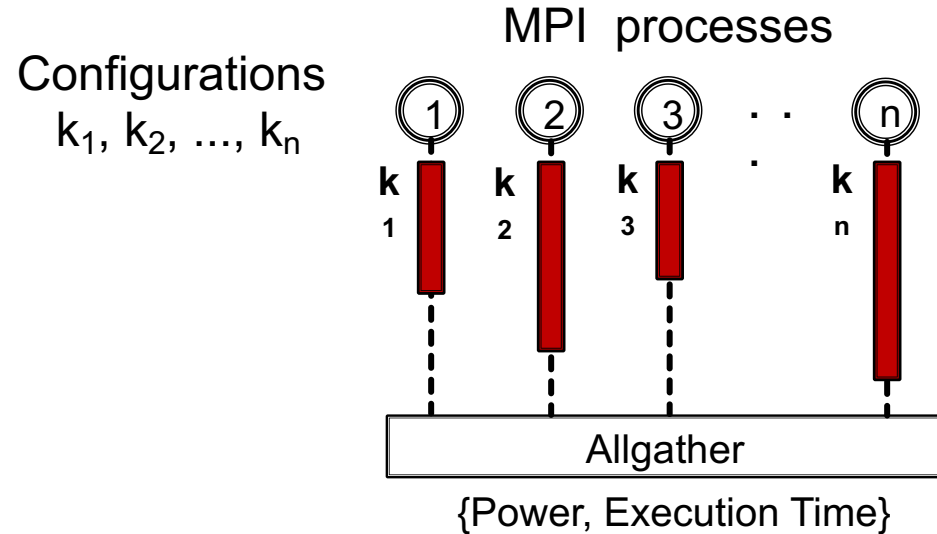 MPI processes
Configurations
k₁, k₂, ..., kₙ
1 2 3 . . . n
k k k k
1 2 3 n
Allgather
{Power, Execution Time}